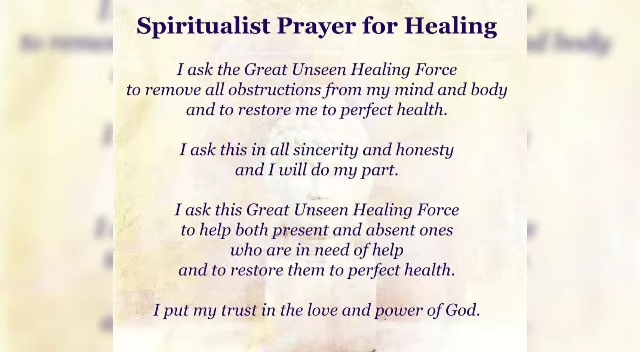 Spiritualist Prayer for Healing
I ask the Great Unseen Healing Force
to remove all obstructions from my mind and body
and to restore me to perfect health.
I ask this in all sincerity and honesty
and I will do my part.
I ask this Great Unseen Healing Force
to help both present and absent ones
who are in need of help
and to restore them to perfect health.
I put my trust in the love and power of God.